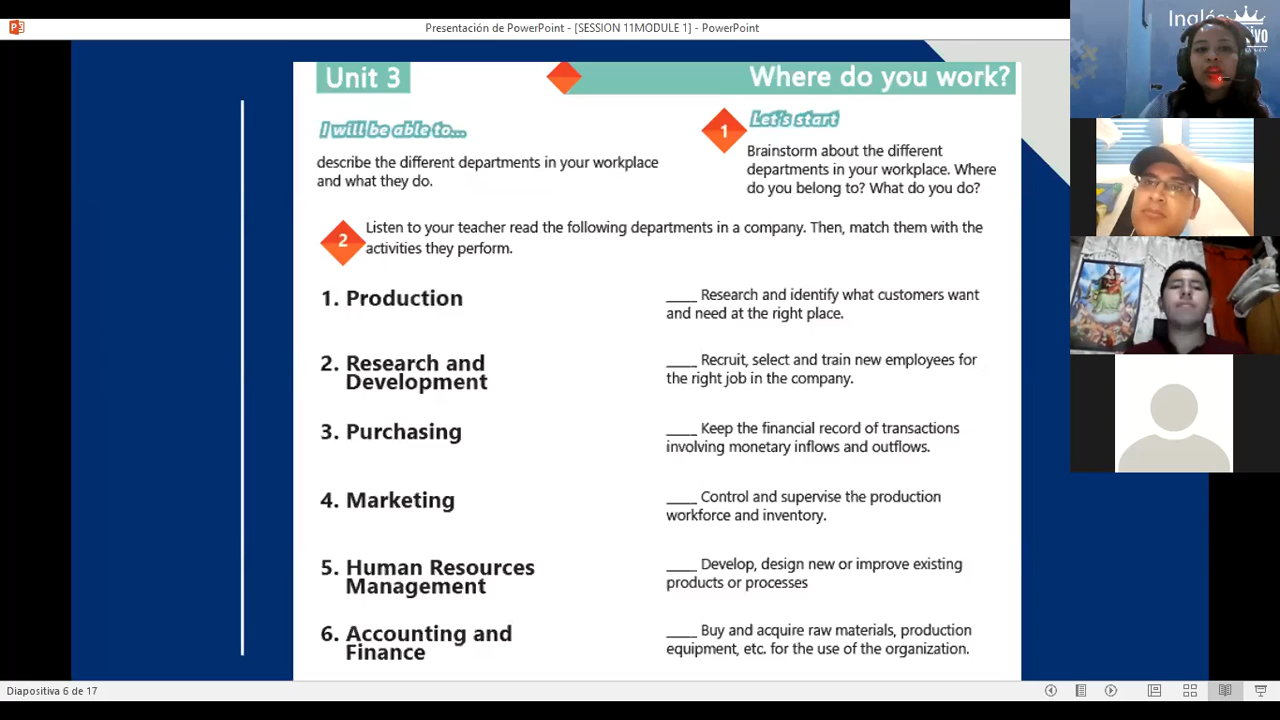 Presentación de PowerPoint - [SESSION 11MODULE 1] - PowerPoint
Unit 3
Where do you work?
I will be able to...
describe the different departments in your workplace
and what they do.
1
Let's start
Brainstorm about the different
departments in your workplace. Where
do you belong to? What do you do?
2
Listen to your teacher read the following departments in a company. Then, match them with the
activities they perform.
1. Production
____ Research and identify what customers want
and need at the right place.
2. Research and
Development
____ Recruit, select and train new employees for
the right job in the company.
3. Purchasing
____ Keep the financial record of transactions
involving monetary inflows and outflows.
4. Marketing
____ Control and supervise the production
workforce and inventory.
5. Human Resources
Management
____ Develop, design new or improve existing
products or processes
6. Accounting and
Finance
____ Buy and acquire raw materials, production
equipment, etc. for the use of the organization.
Diapositiva 6 de 17